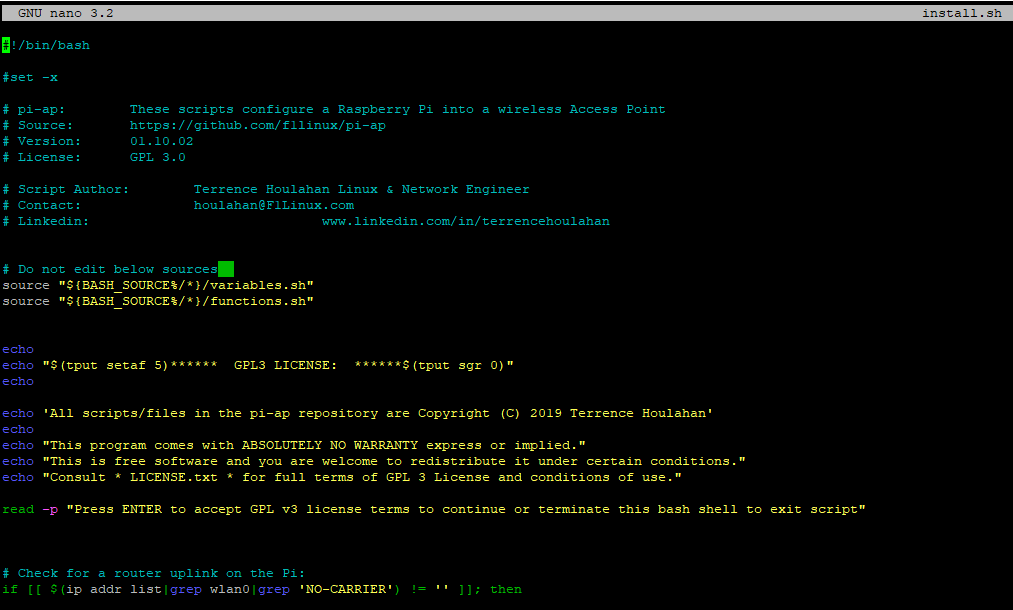 GNU nano 3.2 install.sh
#!/bin/bash
#set -x
# pi-ap: These scripts configure a Raspberry Pi into a wireless Access Point
# Source: https://github.com/f1linux/pi-ap
# Version: 01.10.02
# License: GPL 3.0
# Script Author: Terrence Houlahan Linux & Network Engineer
# Contact: houlahan@F1Linux.com
# Linkedin: www.linkedin.com/in/terrencehoulahan
# Do not edit below sources
source "${BASH_SOURCE%/*}/variables.sh"
source "${BASH_SOURCE%/*}/functions.sh"
echo
echo "$(tput setaf 5)****** GPL3 LICENSE: ******$(tput sgr 0)"
echo
echo 'All scripts/files in the pi-ap repository are Copyright (C) 2019 Terrence Houlahan'
echo
echo "This program comes with ABSOLUTELY NO WARRANTY express or implied."
echo "This is free software and you are welcome to redistribute it under certain conditions."
echo "Consult * LICENSE.txt * for full terms of GPL 3 License and conditions of use."
read -p "Press ENTER to accept GPL v3 license terms to continue or terminate this bash shell to exit script"
# Check for a router uplink on the Pi:
if [[ $(ip addr list|grep wlan0|grep 'NO-CARRIER') != '' ]]; then